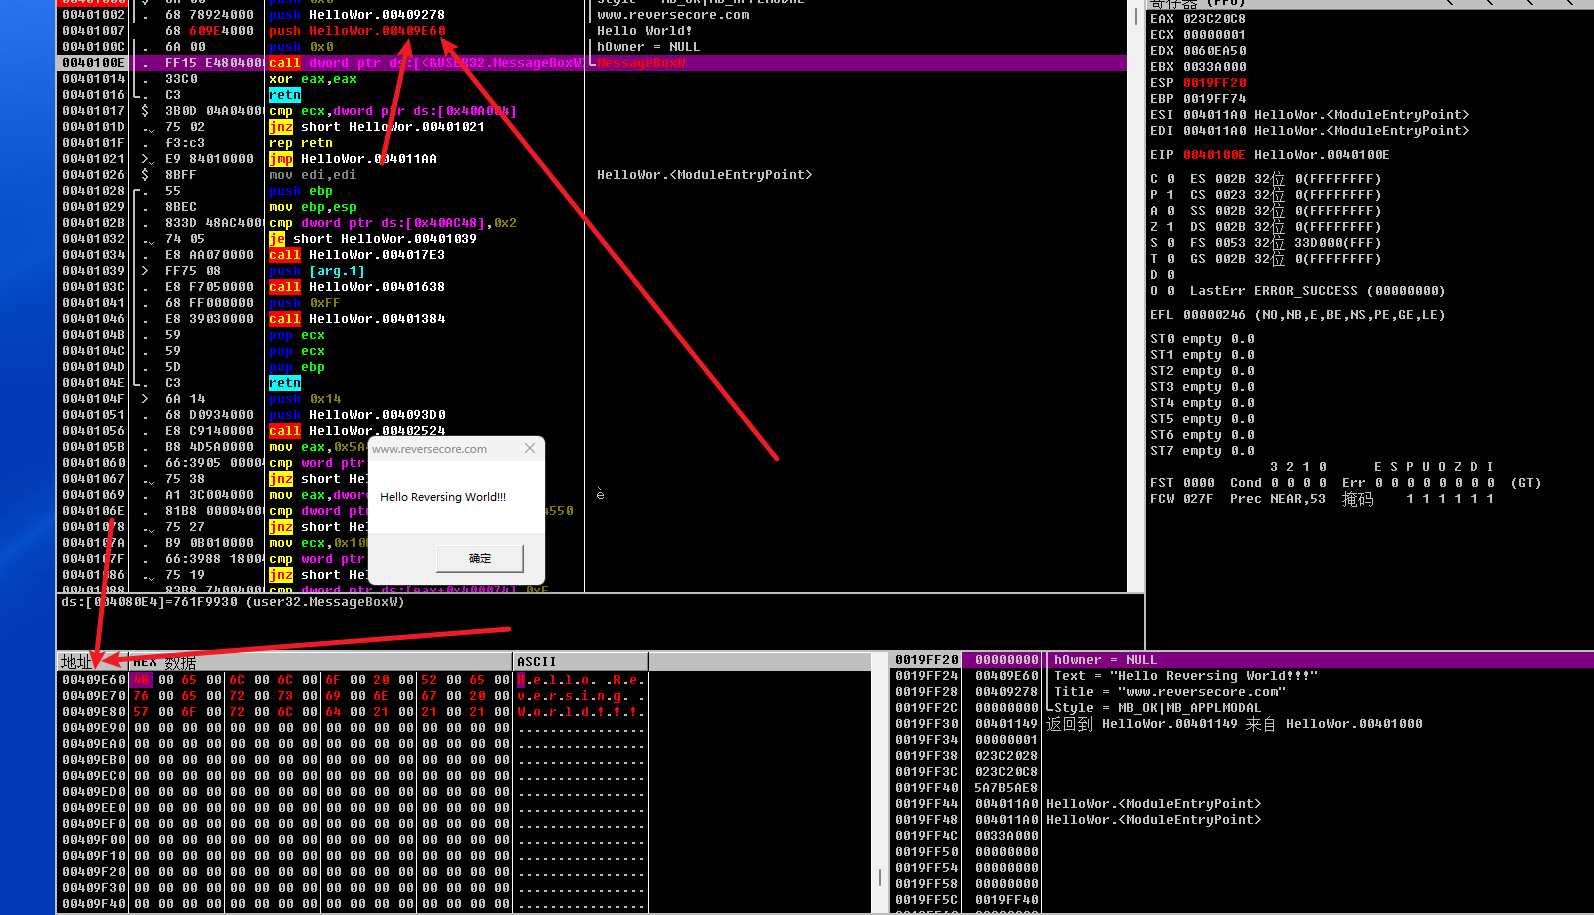 00401002 . 68 78924000 push HelloWor.00409278 www.reversecore.com
00401007 68 609E4000 push HelloWor.00409E60 Hello World!
0040100C . 6A 00 push 0x0 hOwner = NULL
0040100E . FF15 E4804000 call dword ptr ds:[<&USER32.MessageBoxW> MessageBoxW
00401014 . 33C0 xor eax,eax
00401016 . C3 retn
00401017 $ 3B0D 04A04000 cmp ecx,dword ptr ds:[0x40A004]
0040101D . 75 02 jnz short HelloWor.00401021
0040101F . f3:c3 rep retn
00401021 > E9 84010000 jmp HelloWor.004011AA
00401026 $ 8BFF mov edi,edi HelloWor.<ModuleEntryPoint>
00401028 . 55 push ebp
00401029 . 8BEC mov ebp,esp
0040102B . 833D 48AC4000 cmp dword ptr ds:[0x40AC48],0x2
00401032 . 74 05 je short HelloWor.00401039
00401034 . E8 AA070000 call HelloWor.004017E3
00401039 > FF75 08 push [arg.1]
0040103C . E8 F7050000 call HelloWor.00401638
00401041 . 68 FF000000 push 0xFF
00401046 . E8 39030000 call HelloWor.00401384
0040104B . 59 pop ecx
0040104C . 59 pop ecx
0040104D . 5D pop ebp
0040104E . C3 retn
0040104F > 6A 14 push 0x14
00401051 . 68 D0934000 push HelloWor.004093D0
00401056 . E8 C9140000 call HelloWor.00402524
0040105B . B8 4D5A0000 mov eax,0x5A
00401060 . 66:3905 0000 cmp word ptr
00401067 . 75 38 jnz short He
00401069 . A1 3C004000 mov eax,dword è
0040106E . 81B8 00004000 cmp dword ptr 4550
00401078 . 75 27 jnz short He
0040107A . B9 0B010000 mov ecx,0x10
0040107F . 66:3988 1800 cmp word ptr
00401086 . 75 19 jnz short He
www.reversecore.com
Hello Reversing World!!!
确定
ds:[004080E4]=761F9930 (user32.MessageBoxW)
EAX 023C20C8
ECX 00000001
EDX 0060EA50
EBX 0033A000
ESP 0019FF20
EBP 0019FF74
ESI 004011A0 HelloWor.<ModuleEntryPoint>
EDI 004011A0 HelloWor.<ModuleEntryPoint>
EIP 0040100E HelloWor.0040100E
C 0 ES 002B 32位 0(FFFFFFFF)
P 1 CS 0023 32位 0(FFFFFFFF)
A 0 SS 002B 32位 0(FFFFFFFF)
Z 1 DS 002B 32位 0(FFFFFFFF)
S 0 FS 0053 32位 33D000(FFF)
T 0 GS 002B 32位 0(FFFFFFFF)
D 0
O 0 LastErr ERROR_SUCCESS (00000000)
EFL 00000246 (NO,NB,E,BE,NS,PE,GE,LE)
ST0 empty 0.0
ST1 empty 0.0
ST2 empty 0.0
ST3 empty 0.0
ST4 empty 0.0
ST5 empty 0.0
ST6 empty 0.0
ST7 empty 0.0
3 2 1 0 E S P U O Z D I
FST 0000 Cond 0 0 0 0 Err 0 0 0 0 0 0 0 0 (GT)
FCW 027F Prec NEAR,53 掩码 1 1 1 1 1 1
地址 HEX 数据 ASCII
00409E60 48 00 65 00 6C 00 6C 00 6F 00 20 00 52 00 65 00 H.e.l.l.o. .R.e.
00409E70 76 00 65 00 72 00 73 00 69 00 6E 00 67 00 20 00 v.e.r.s.i.n.g. .
00409E80 57 00 6F 00 72 00 6C 00 64 00 21 00 21 00 21 00 W.o.r.l.d.!.!.!.
00409E90 00 00 00 00 00 00 00 00 00 00 00 00 00 00 00 00 ................
00409EA0 00 00 00 00 00 00 00 00 00 00 00 00 00 00 00 00 ................
00409EB0 00 00 00 00 00 00 00 00 00 00 00 00 00 00 00 00 ................
00409EC0 00 00 00 00 00 00 00 00 00 00 00 00 00 00 00 00 ................
00409ED0 00 00 00 00 00 00 00 00 00 00 00 00 00 00 00 00 ................
00409EE0 00 00 00 00 00 00 00 00 00 00 00 00 00 00 00 00 ................
00409EF0 00 00 00 00 00 00 00 00 00 00 00 00 00 00 00 00 ................
00409F00 00 00 00 00 00 00 00 00 00 00 00 00 00 00 00 00 ................
00409F10 00 00 00 00 00 00 00 00 00 00 00 00 00 00 00 00 ................
00409F20 00 00 00 00 00 00 00 00 00 00 00 00 00 00 00 00 ................
00409F30 00 00 00 00 00 00 00 00 00 00 00 00 00 00 00 00 ................
00409F40 00 00 00 00 00 00 00 00 00 00 00 00 00 00 00 00 ................
0019FF20 00000000 hOwner = NULL
0019FF24 00409E60 Text = "Hello Reversing World!!!"
0019FF28 00409278 Title = "www.reversecore.com"
0019FF2C 00000000 Style = MB_OK|MB_APPLMODAL
0019FF30 00401149 返回到 HelloWor.00401149 来自 HelloWor.00401000
0019FF34 00000001
0019FF38 023C2028
0019FF3C 023C20C8
0019FF40 5A7B5AE8
0019FF44 004011A0 HelloWor.<ModuleEntryPoint>
0019FF48 004011A0 HelloWor.<ModuleEntryPoint>
0019FF4C 0033A000
0019FF50 00000000
0019FF54 00000000
0019FF58 00000000
0019FF5C 0019FF40